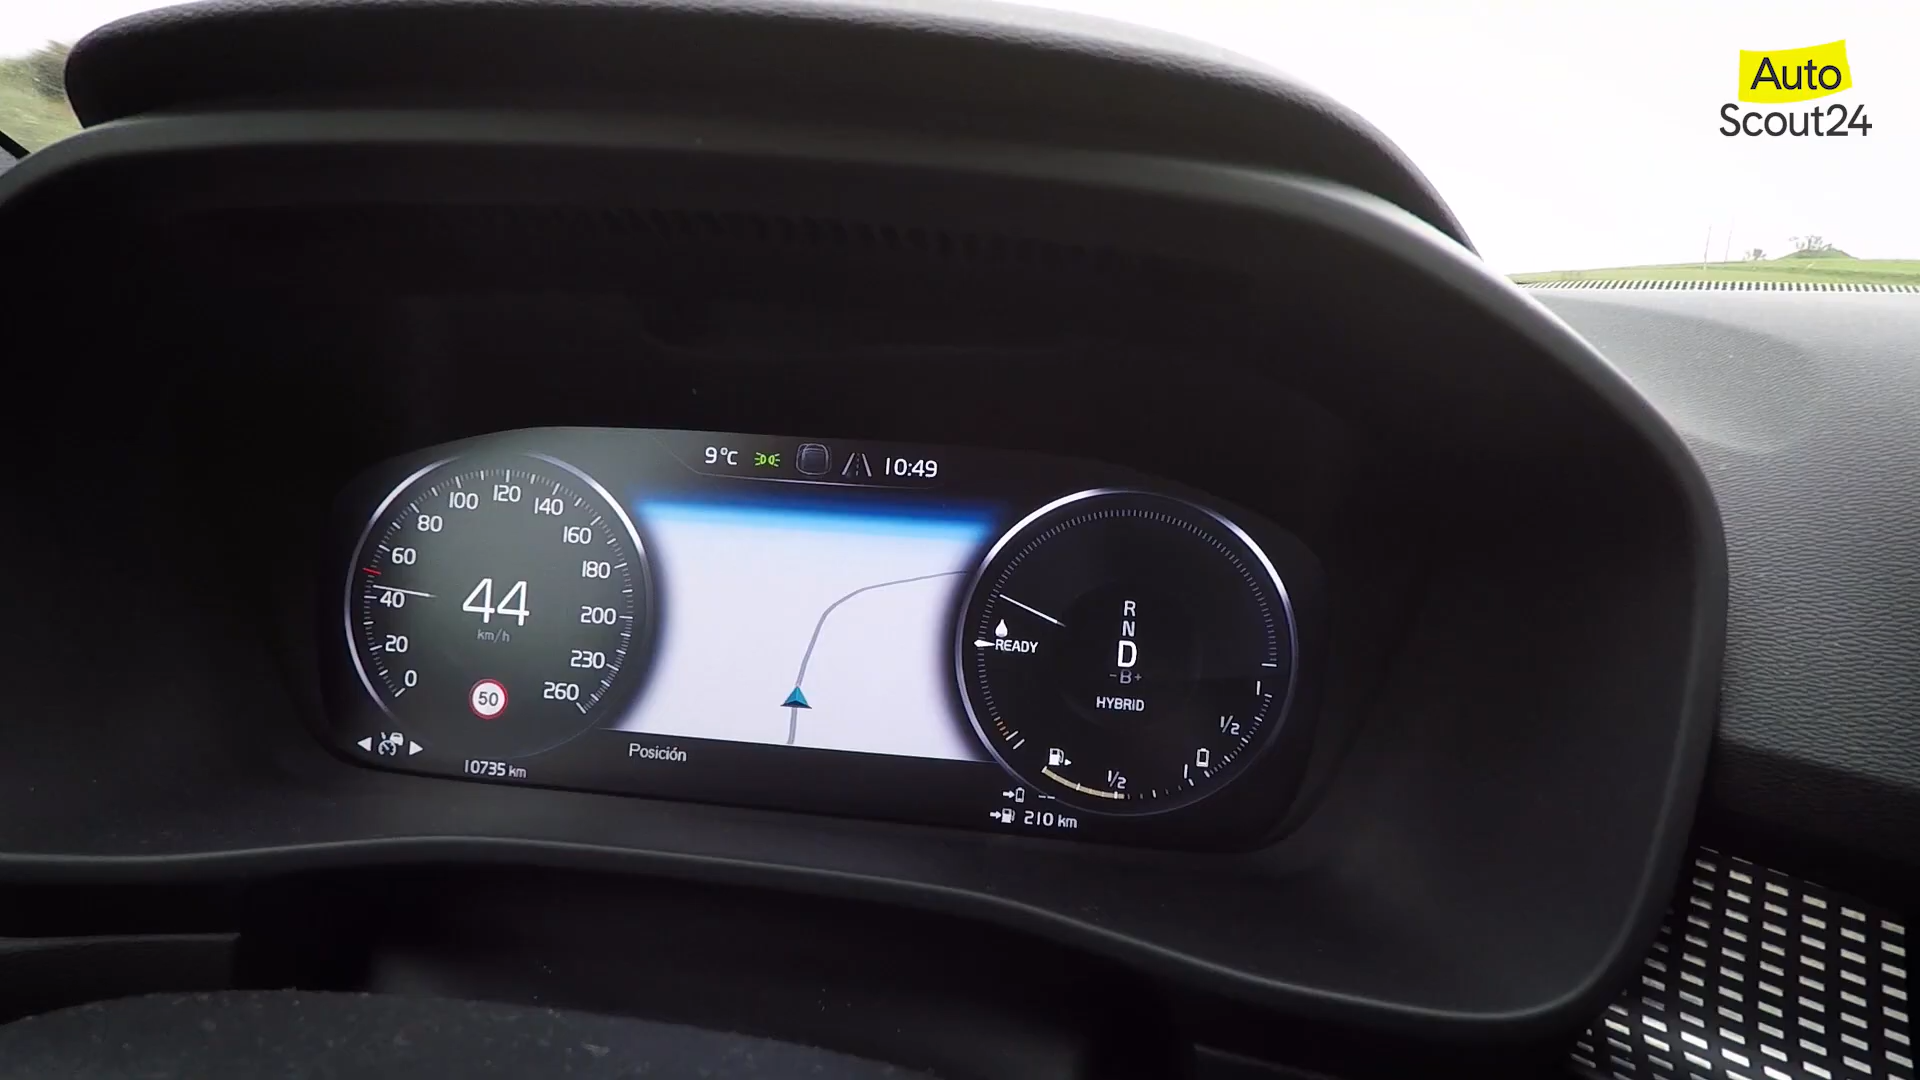 Auto
Scout24
9°C
10:49
0
20
40
60
80
100
120
140
160
180
200
230
260
44
km/h
50
10735 km
Posición
READY
R
N
D
-B+
HYBRID
1/2
1
1/2
1
--
210 km